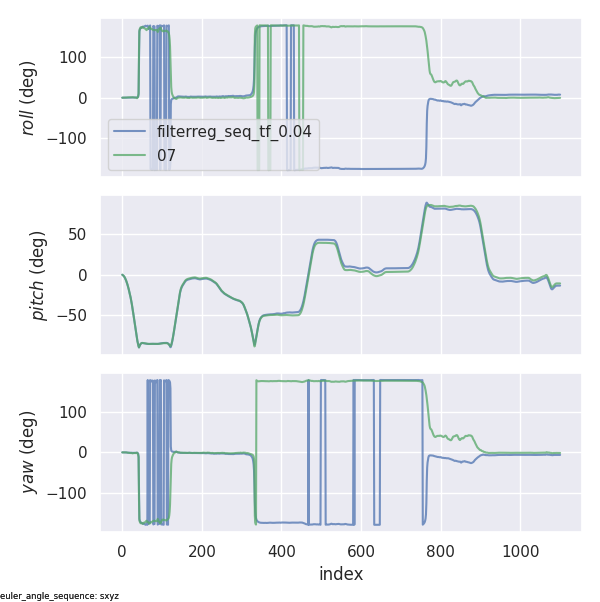 100
0
−100
roll (deg)
filterreg_seq_tf_0.04
07
50
0
−50
pitch (deg)
100
0
−100
yaw (deg)
0 200 400 600 800 1000
index
euler_angle_sequence: sxyz